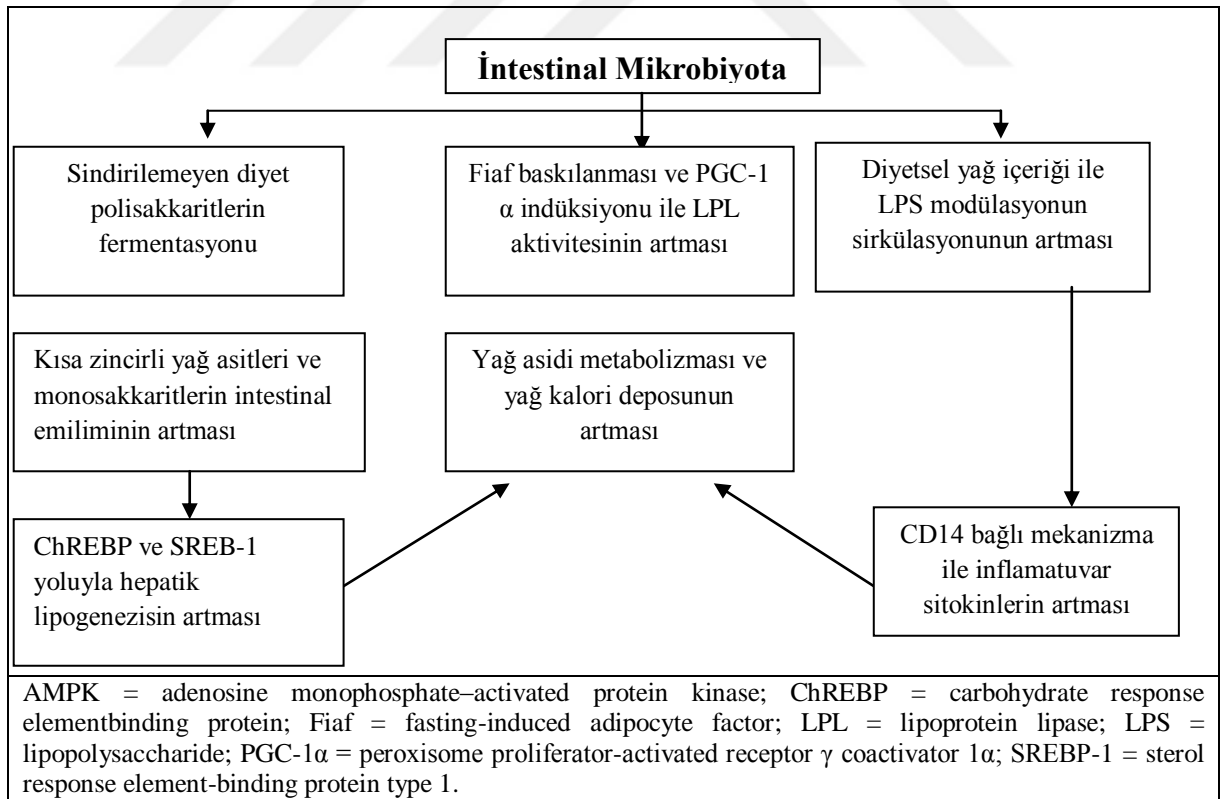 İntestinal Mikrobiyota
Sindirilemeyen diyet
polisakkaritlerin
fermentasyonu
Fiaf baskılanması ve PGC-1
α indüksiyonu ile LPL
aktivitesinin artması
Diyetsel yağ içeriği ile
LPS modülasyonun
sirkülasyonunun artması
Kısa zincirli yağ asitleri ve
monosakkaritlerin intestinal
emiliminin artması
Yağ asidi metabolizması ve
yağ kalori deposunun
artması
ChREBP ve SREB-1
yoluyla hepatik
lipogenezisin artması
CD14 bağlı mekanizma
ile inflamatuvar
sitokinlerin artması
AMPK = adenosine monophosphate–activated protein kinase; ChREBP = carbohydrate response
elementbinding protein; Fiaf = fasting-induced adipocyte factor; LPL = lipoprotein lipase; LPS =
lipopolysaccharide; PGC-1α = peroxisome proliferator-activated receptor γ coactivator 1α; SREBP-1 = sterol
response element-binding protein type 1.